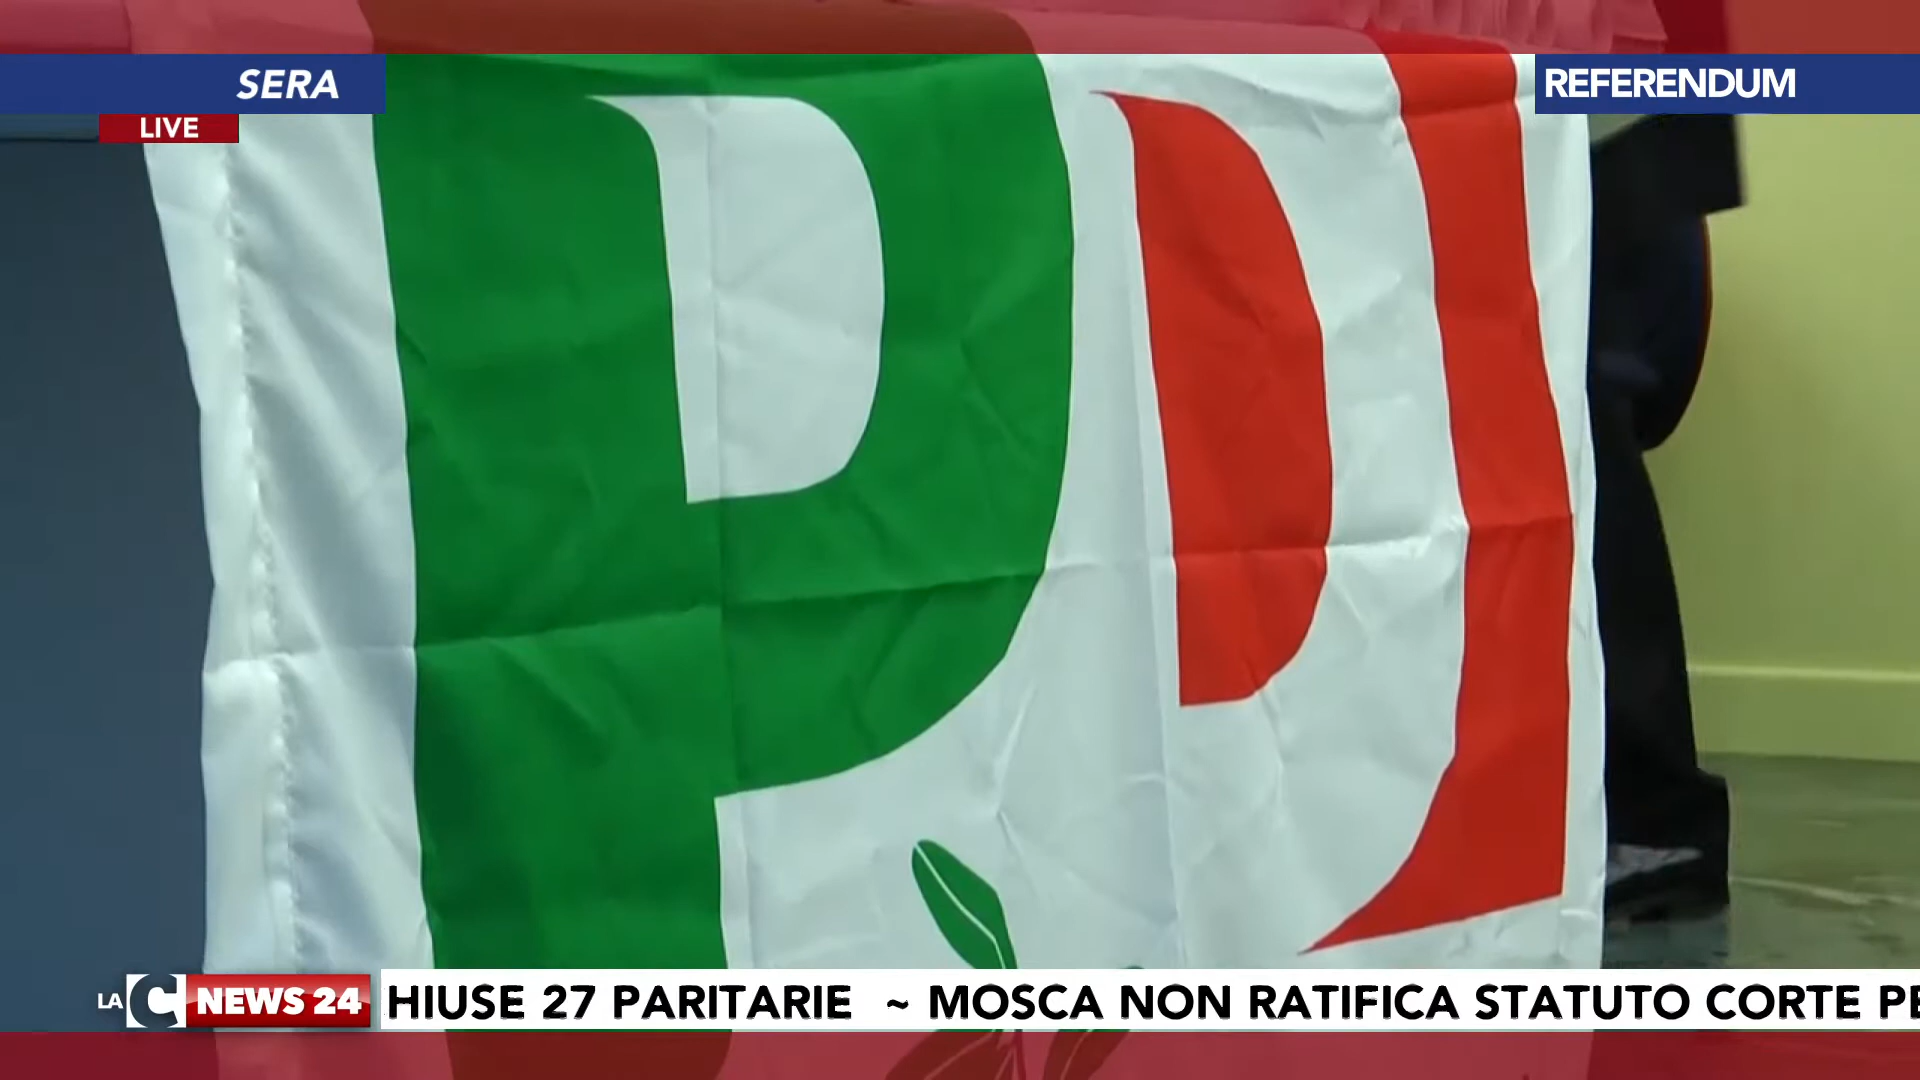 SERA
REFERENDUM
LIVE
PD
LA C NEWS 24
HIUSE 27 PARITARIE ~ MOSCA NON RATIFICA STATUTO CORTE PE